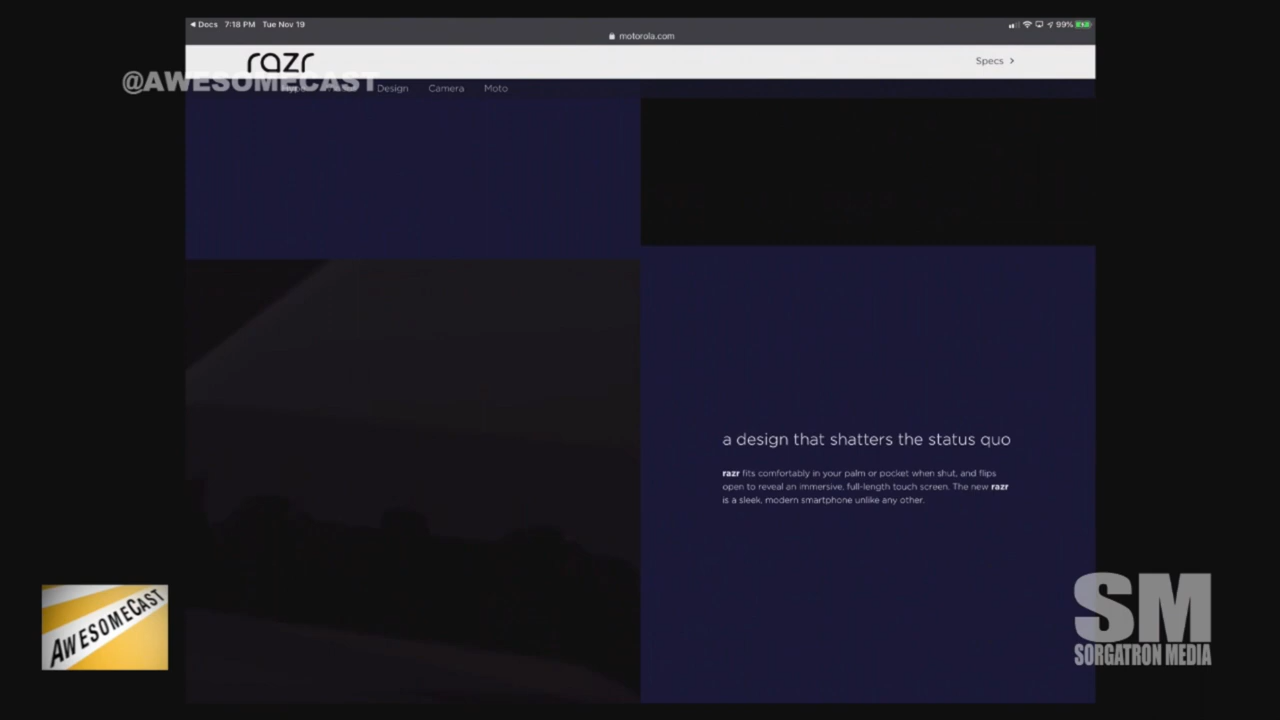 Docs 7:18 PM Tue Nov 19
99%
motorola.com
razr
Specs
@AWESOMECAST
Design Camera Moto
a design that shatters the status quo
razr fits comfortably in your palm or pocket when shut, and flips
open to reveal an immersive, full-length touch screen. The new razr
is a sleek, modern smartphone unlike any other.
AWESOMECAST
SM
SORGATRON MEDIA